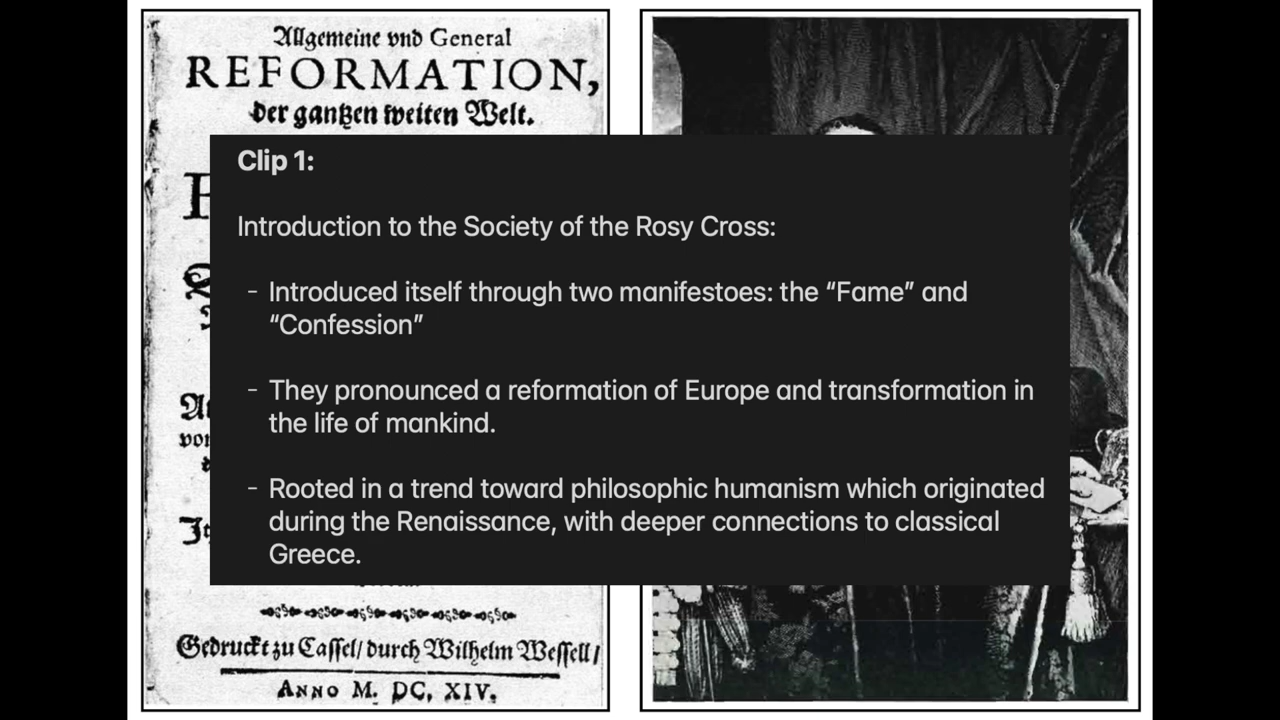 Allgemeine vnd General
REFORMATION,
der gantzen weiten Welt.
Clip 1:
Introduction to the Society of the Rosy Cross:
- Introduced itself through two manifestoes: the “Fame” and
“Confession”
- They pronounced a reformation of Europe and transformation in
the life of mankind.
- Rooted in a trend toward philosophic humanism which originated
during the Renaissance, with deeper connections to classical
Greece.
Gedruckt zu Cassel/ durch Wilhelm Wessell/
ANNO M. DC, XIV.